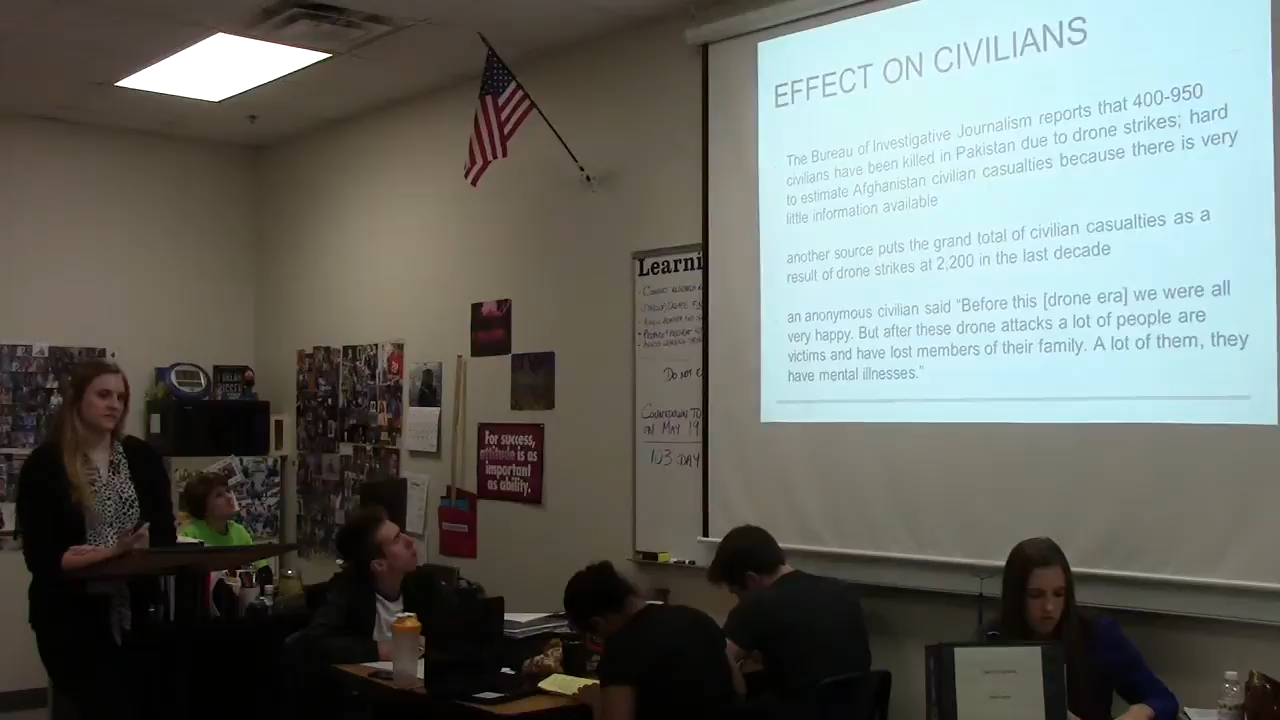 EFFECT ON CIVILIANS
The Bureau of Investigative Journalism reports that 400-950
civilians have been killed in Pakistan due to drone strikes; hard
to estimate Afghanistan civilian casualties because there is very
little information available
another source puts the grand total of civilian casualties as a
result of drone strikes at 2,200 in the last decade
an anonymous civilian said “Before this [drone era] we were all
very happy. But after these drone attacks a lot of people are
victims and have lost members of their family. A lot of them, they
have mental illnesses.”
Learni
CONDUCT RESEARCH
DO NOT
COUNTDOWN TO
ON MAY 19
103 DAY
For success,
attitude is as
important
as ability.